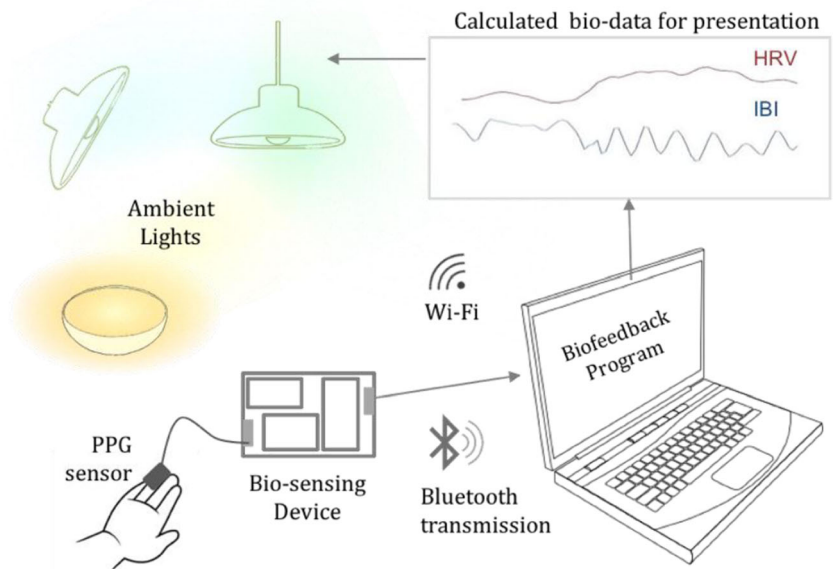 Calculated bio-data for presentation
HRV
IBI
Ambient
Lights
Wi-Fi
Biofeedback
Program
PPG
sensor
Bio-sensing
Device
Bluetooth
transmission